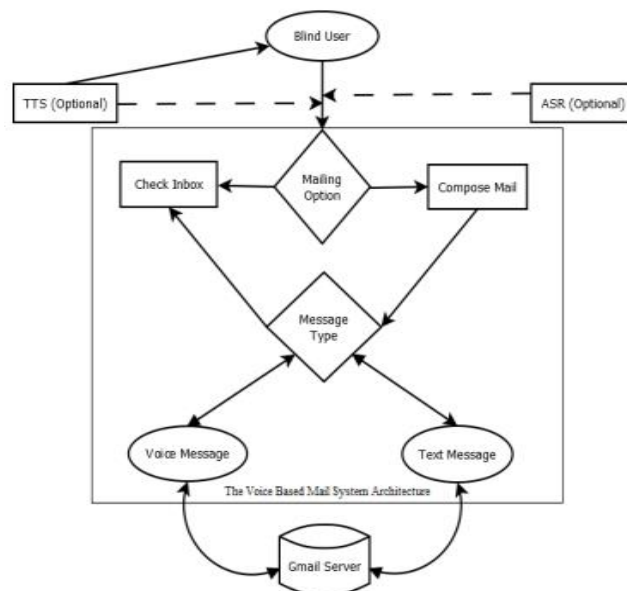 Blind User
TTS (Optional)
ASR (Optional)
Mailing
Option
Check Inbox
Compose Mail
Message
Type
Voice Message
Text Message
The Voice Based Mail System Architecture
Gmail Server